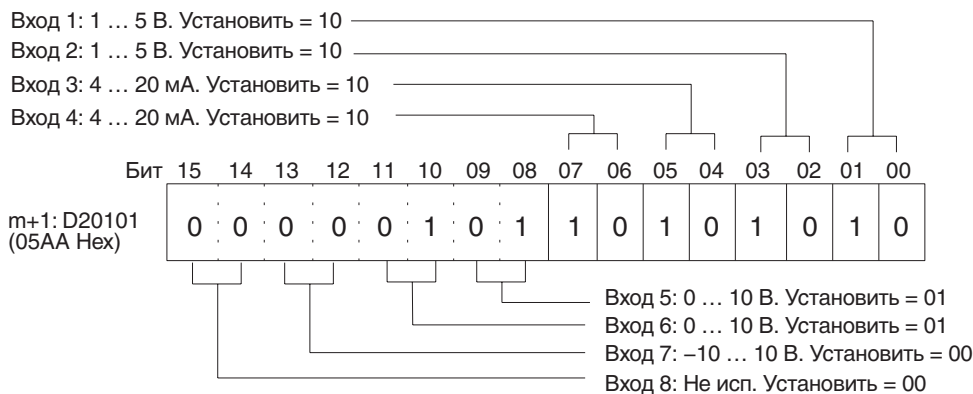 Вход 1: 1 … 5 В. Установить = 10
Вход 2: 1 … 5 В. Установить = 10
Вход 3: 4 … 20 мА. Установить = 10
Вход 4: 4 … 20 мА. Установить = 10
Бит 15 14 13 12 11 10 09 08 07 06 05 04 03 02 01 00
m+1: D20101
(05AA Hex)
0 0 0 0 0 1 0 1 1 0 1 0 1 0 1 0
Вход 5: 0 … 10 В. Установить = 01
Вход 6: 0 … 10 В. Установить = 01
Вход 7: –10 … 10 В. Установить = 00
Вход 8: Не исп. Установить = 00